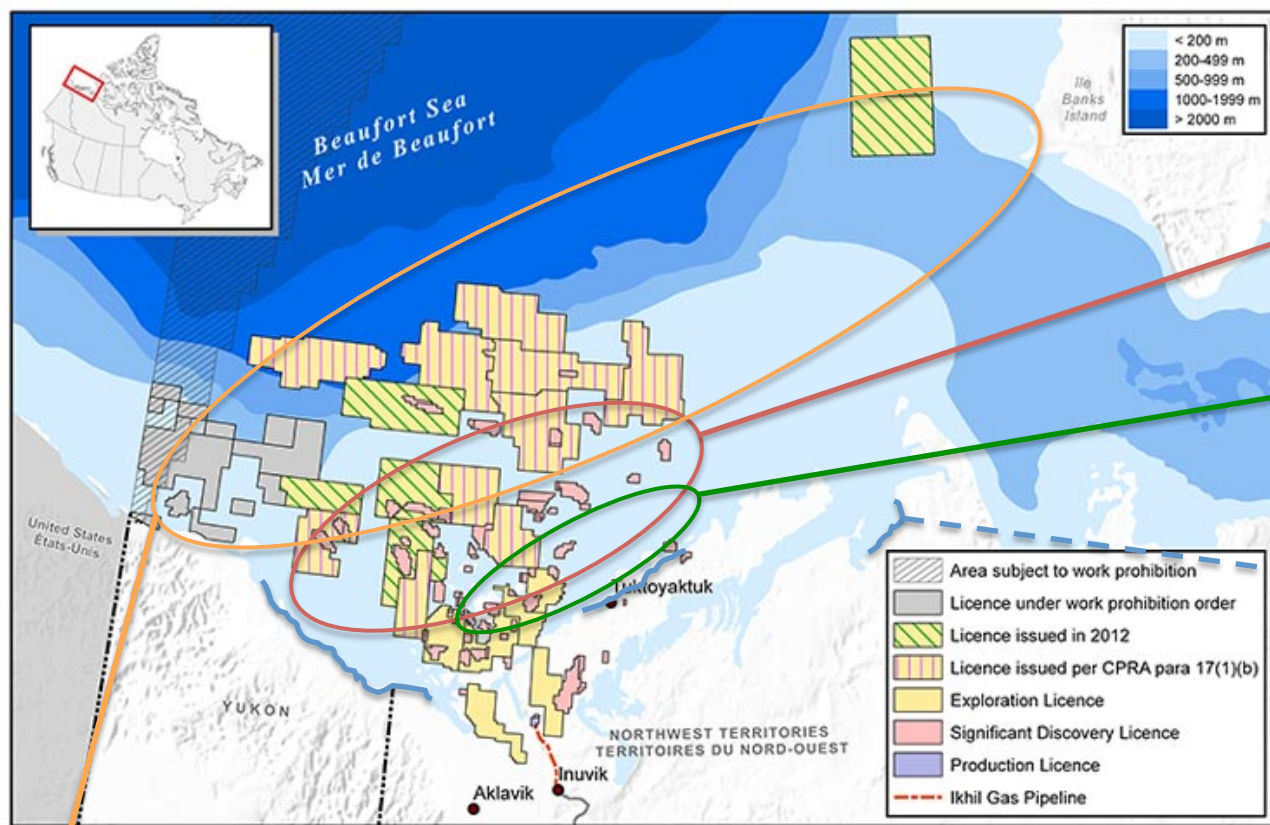 Beaufort Sea
Mer de Beaufort
Ile
Banks
Island
< 200 m
200-499 m
500-999 m
1000-1999 m
> 2000 m
United States
États-Unis
Tuktoyaktuk
YUKON
NORTHWEST TERRITORIES
TERRITOIRES DU NORD-OUEST
Inuvik
Aklavik
Area subject to work prohibition
Licence under work prohibition order
Licence issued in 2012
Licence issued per CPRA para 17(1)(b)
Exploration Licence
Significant Discovery Licence
Production Licence
Ikhil Gas Pipeline